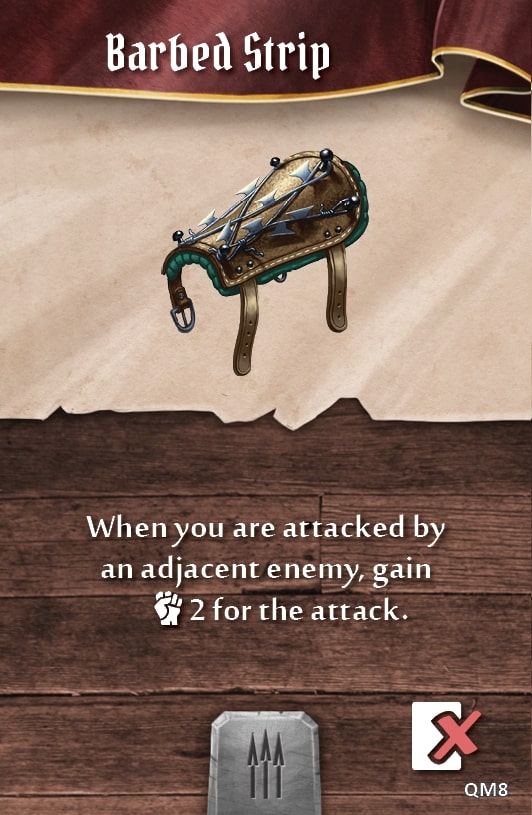 Barbed Strip
When you are attacked by
an adjacent enemy, gain
2 for the attack.
QM8